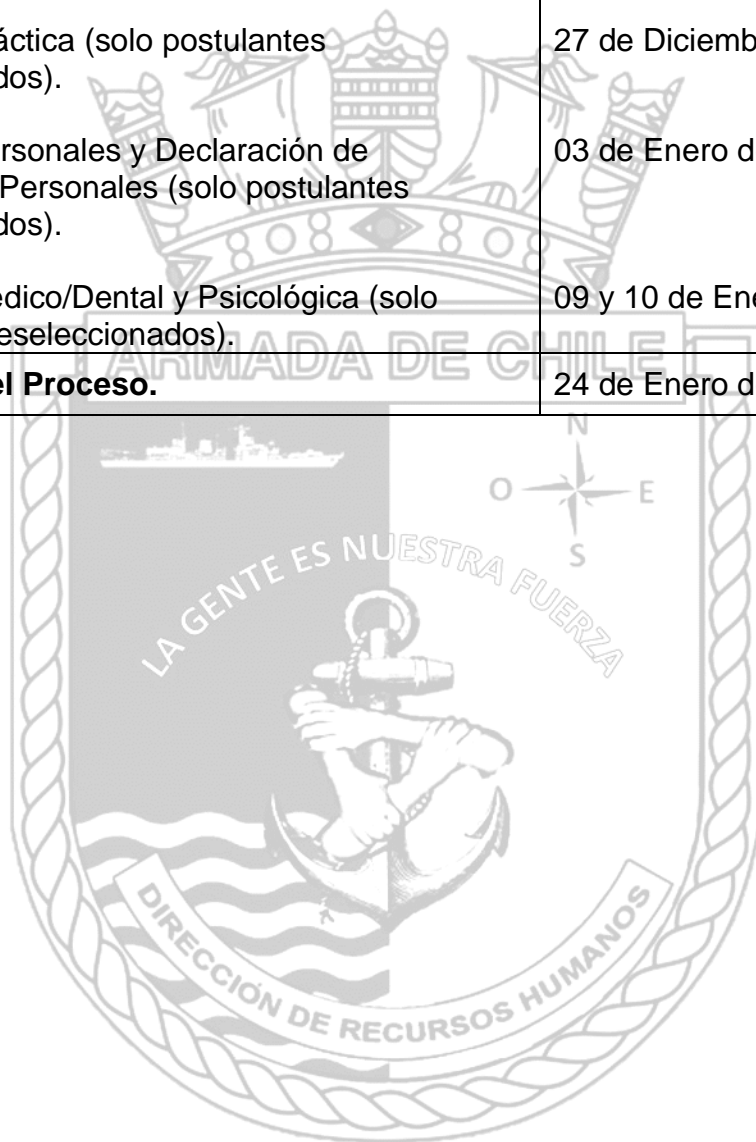 áctica (solo postulantes
dos).
27 de Diciemb
rsonales y Declaración de
Personales (solo postulantes
dos).
03 de Enero d
édico/Dental y Psicológica (solo
eseleccionados).
09 y 10 de Ene
ARMADA DE CHILE
el Proceso.
24 de Enero d
N
O
E
S
LA GENTE ES NUESTRA FUERZA
DIRECCIÓN DE RECURSOS HUMANOS